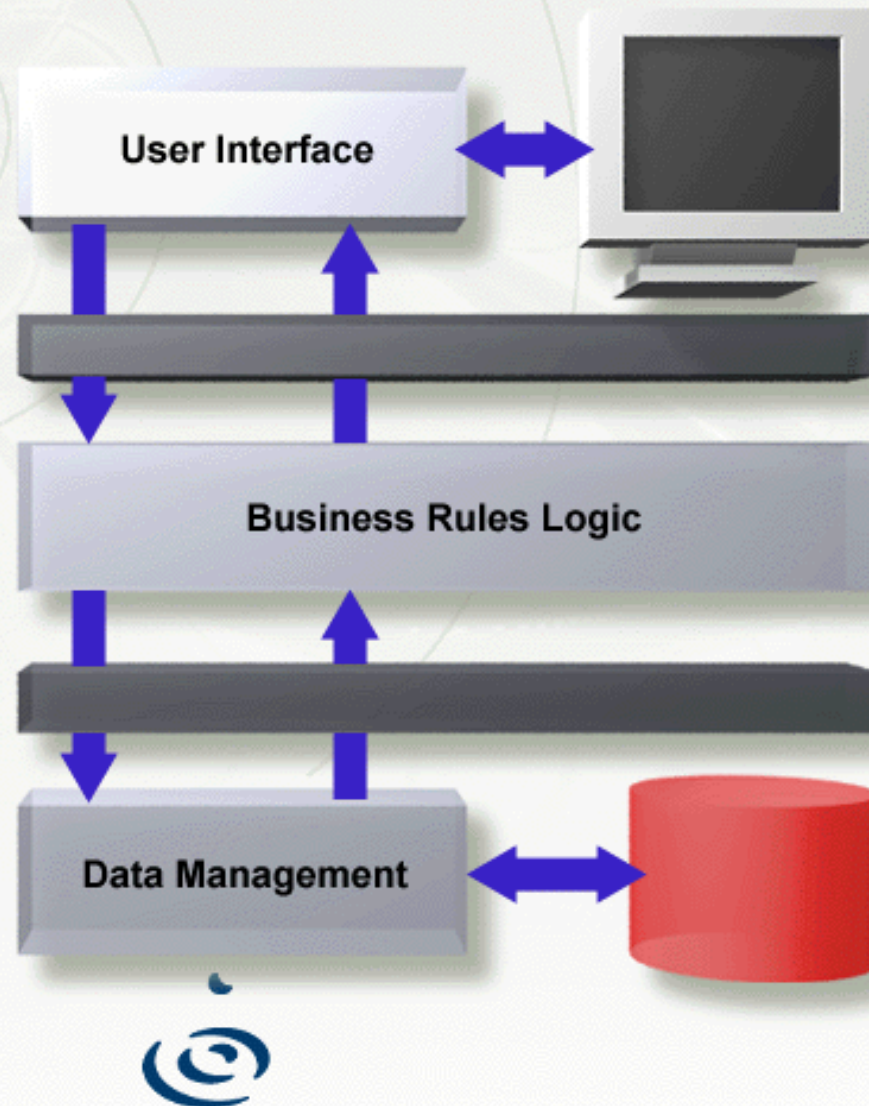 User Interface
Business Rules Logic
Data Management